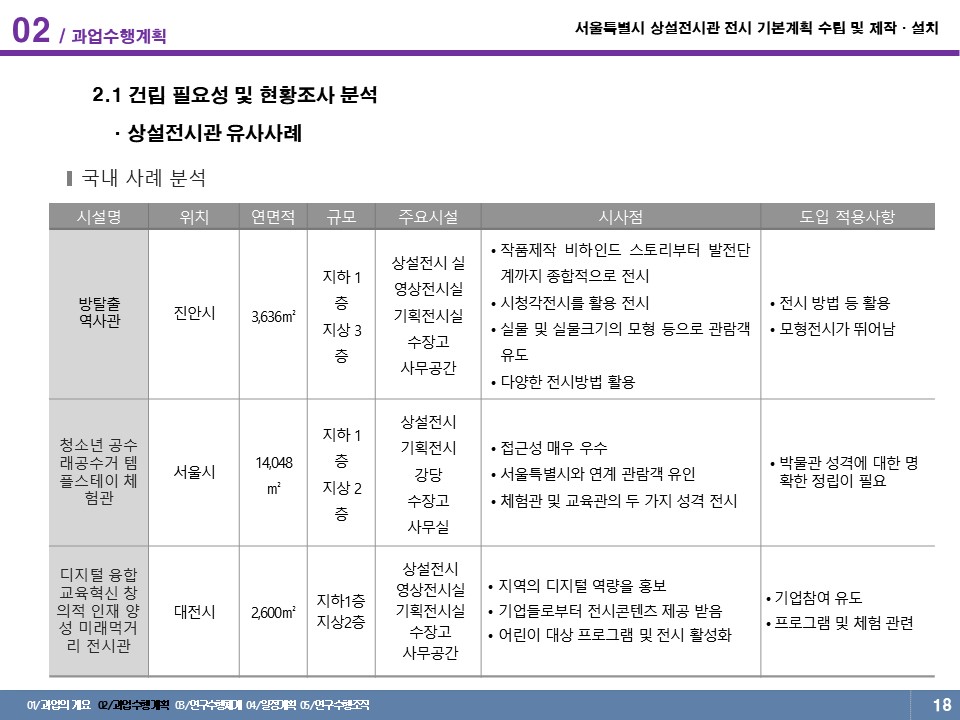 02 / 과업수행계획
서울특별시 상설전시관 전시 기본계획 수립 및 제작 · 설치
2.1 건립 필요성 및 현황조사 분석
· 상설전시관 유사사례
국내 사례 분석
시설명 위치 연면적 규모 주요시설 시사점 도입 적용사항
방탈출
역사관
진안시
3,636㎡
지하 1
층
지상 3
층
상설전시 실
영상전시실
기획전시실
수장고
사무공간
• 작품제작 비하인드 스토리부터 발전단
계까지 종합적으로 전시
• 시청각전시를 활용 전시
• 실물 및 실물크기의 모형 등으로 관람객
유도
• 다양한 전시방법 활용
• 전시 방법 등 활용
• 모형전시가 뛰어남
청소년 공수
래공수거 템
플스테이 체
험관
서울시
14,048
㎡
지하 1
층
지상 2
층
상설전시
기획전시
강당
수장고
사무실
• 접근성 매우 우수
• 서울특별시와 연계 관람객 유인
• 체험관 및 교육관의 두 가지 성격 전시
• 박물관 성격에 대한 명
확한 정립이 필요
디지털 융합
교육혁신 창
의적 인재 양
성 미래먹거
리 전시관
대전시
2,600㎡
지하1층
지상2층
상설전시
영상전시실
기획전시실
수장고
사무공간
• 지역의 디지털 역량을 홍보
• 기업들로부터 전시콘텐츠 제공 받음
• 어린이 대상 프로그램 및 전시 활성화
• 기업참여 유도
• 프로그램 및 체험 관련
01/과업의 개요 02/과업수행계획 03/연구수행체계 04/일정계획 05/연구수행조직
18